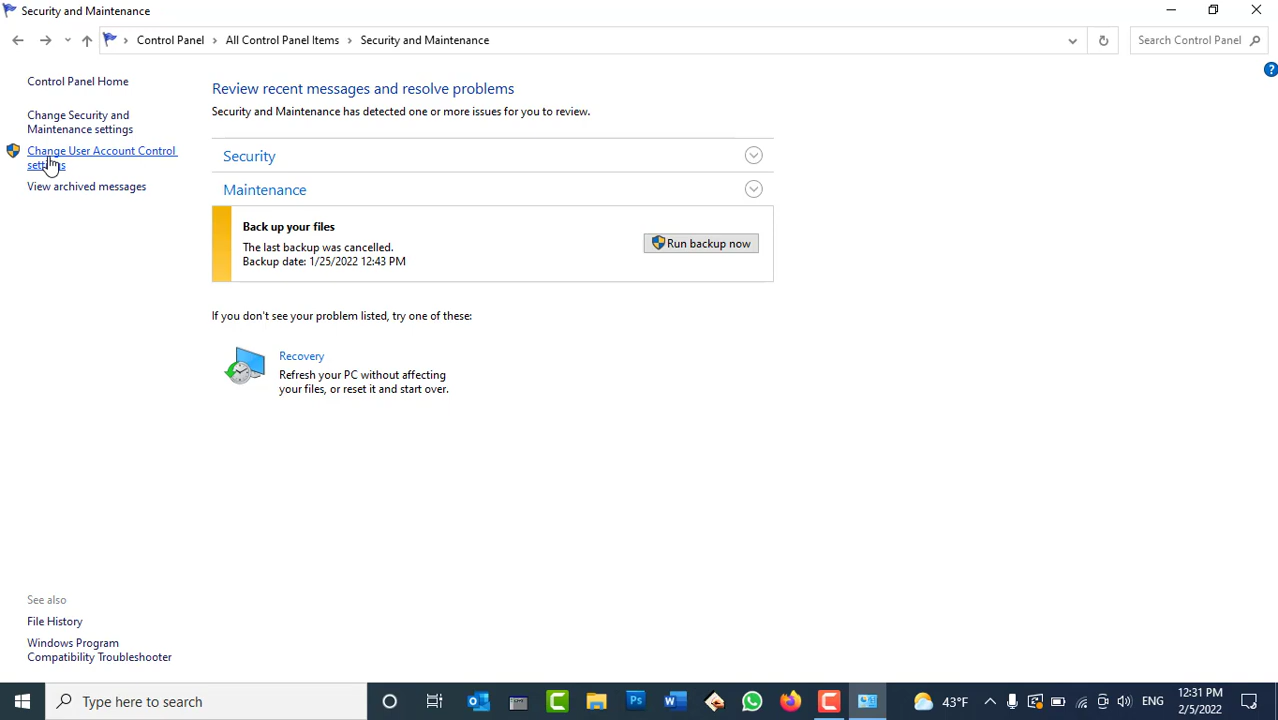 Security and Maintenance
Control Panel
All Control Panel Items
Security and Maintenance
Search Control Panel
?
Control Panel Home
Change Security and
Maintenance settings
Change User Account Control
settings
View archived messages
Review recent messages and resolve problems
Security and Maintenance has detected one or more issues for you to review.
Security
Maintenance
Back up your files
The last backup was cancelled.
Backup date: 1/25/2022 12:43 PM
Run backup now
If you don't see your problem listed, try one of these:
Recovery
Refresh your PC without affecting
your files, or reset it and start over.
See also
File History
Windows Program
Compatibility Troubleshooter
Type here to search
Ps
43°F
ENG
12:31 PM
2/5/2022